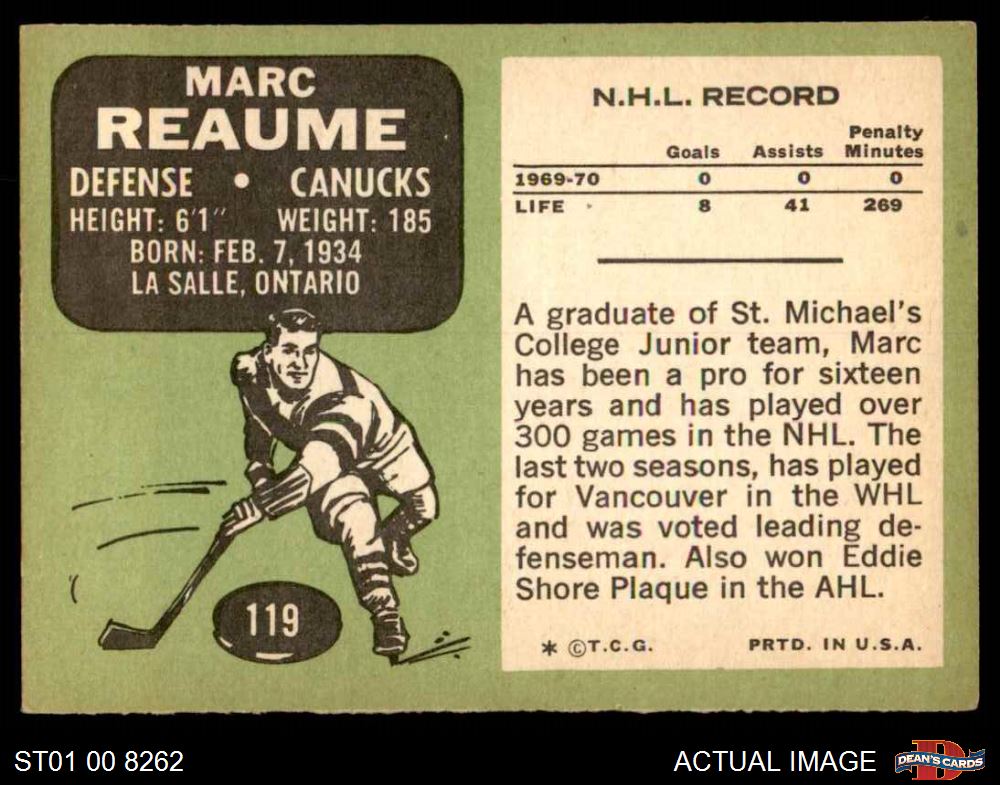 MARC
REAUME
DEFENSE • CANUCKS
HEIGHT: 6'1" WEIGHT: 185
BORN: FEB. 7, 1934
LA SALLE, ONTARIO
119
N.H.L. RECORD
Goals Assists Penalty Minutes
1969-70 0 0 0
LIFE 8 41 269
A graduate of St. Michael's
College Junior team, Marc
has been a pro for sixteen
years and has played over
300 games in the NHL. The
last two seasons, has played
for Vancouver in the WHL
and was voted leading de-
fenseman. Also won Eddie
Shore Plaque in the AHL.
* ©T.C.G. PRTD. IN U.S.A.
ST01 00 8262 ACTUAL IMAGE DEAN'S CARDS